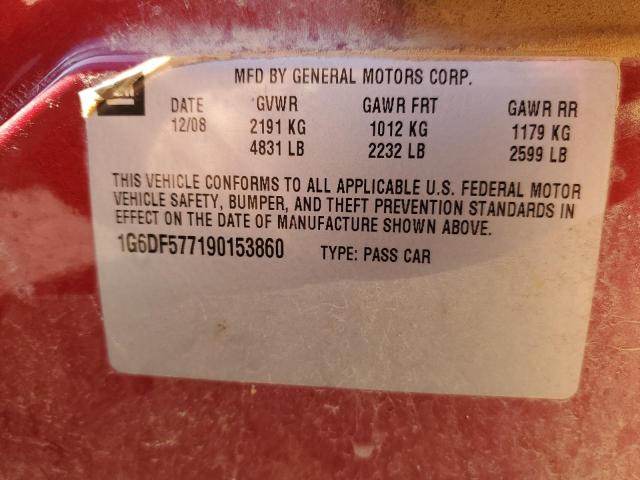 MFD BY GENERAL MOTORS CORP.
DATE GVWR GAWR FRT GAWR RR
12/08 2191 KG 1012 KG 1179 KG
4831 LB 2232 LB 2599 LB
THIS VEHICLE CONFORMS TO ALL APPLICABLE U.S. FEDERAL MOTOR
VEHICLE SAFETY, BUMPER, AND THEFT PREVENTION STANDARDS IN
EFFECT ON THE DATE OF MANUFACTURE SHOWN ABOVE.
1G6DF577190153860 TYPE: PASS CAR